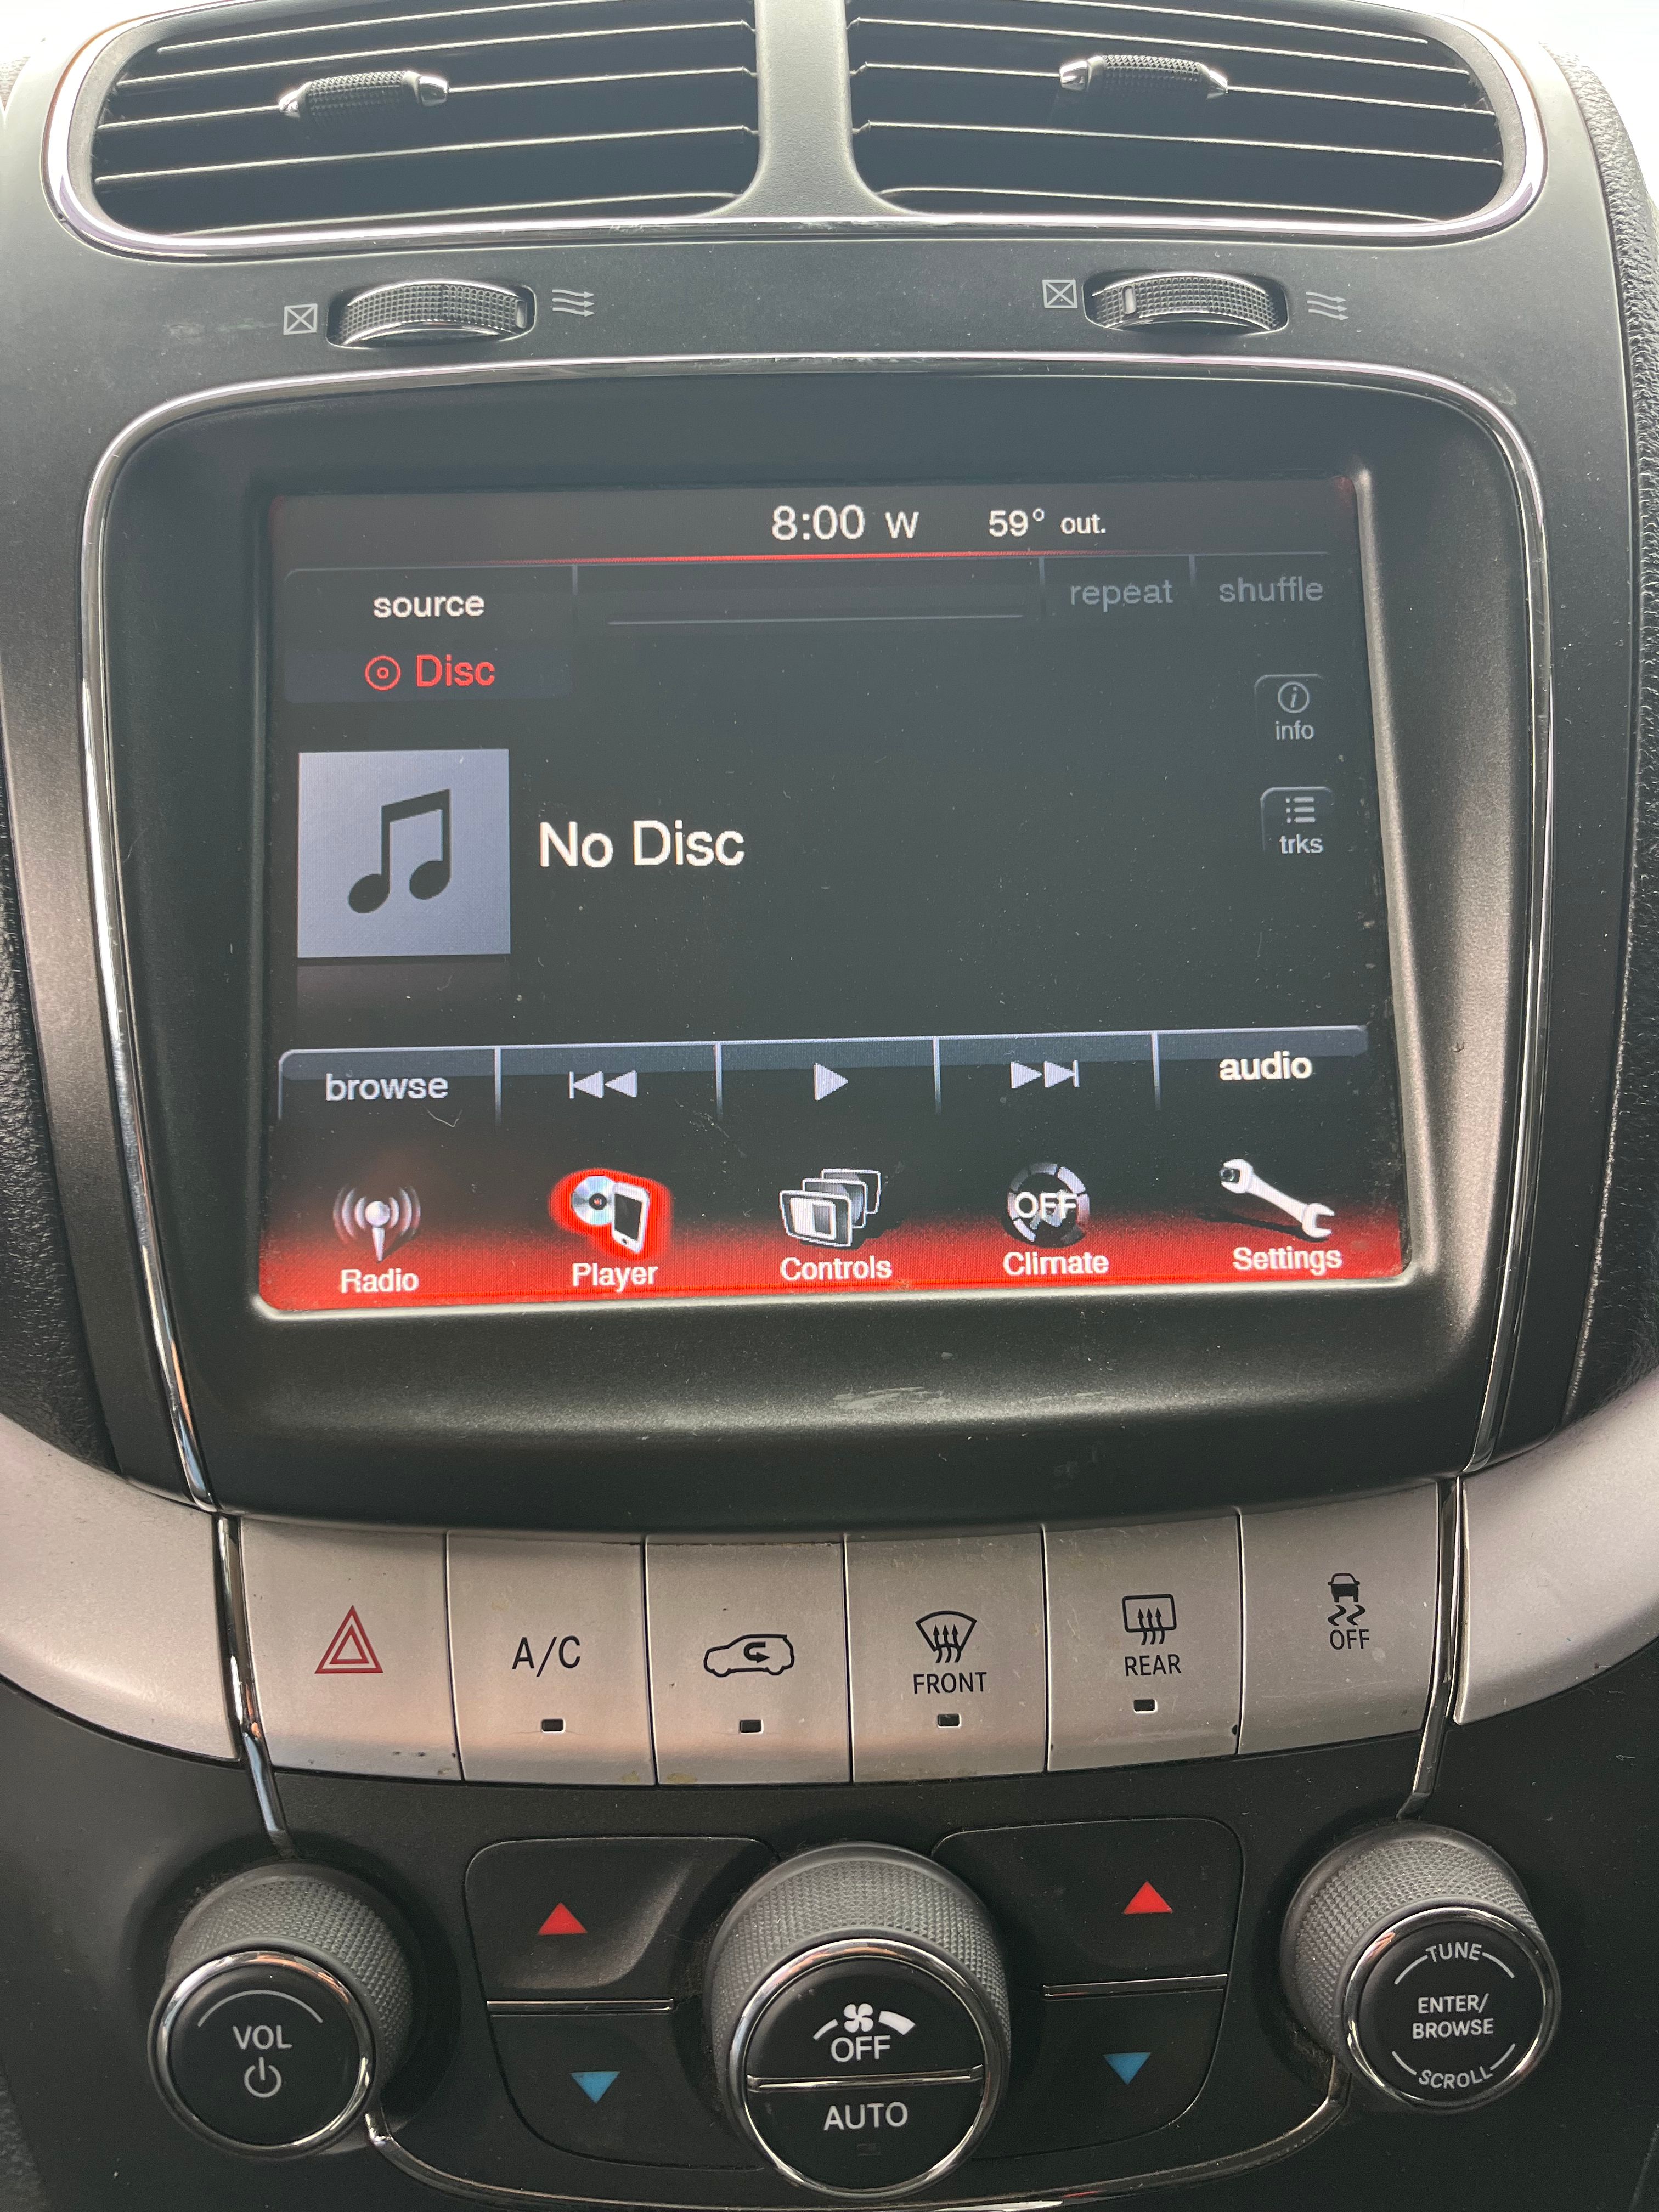 8:00 W 59° out.
source repeat shuffle
Disc
info
No Disc
trks
browse audio
OFF
Radio Player Controls Climate Settings
A/C FRONT REAR OFF
VOL
OFF
AUTO
TUNE
ENTER/
BROWSE
SCROLL